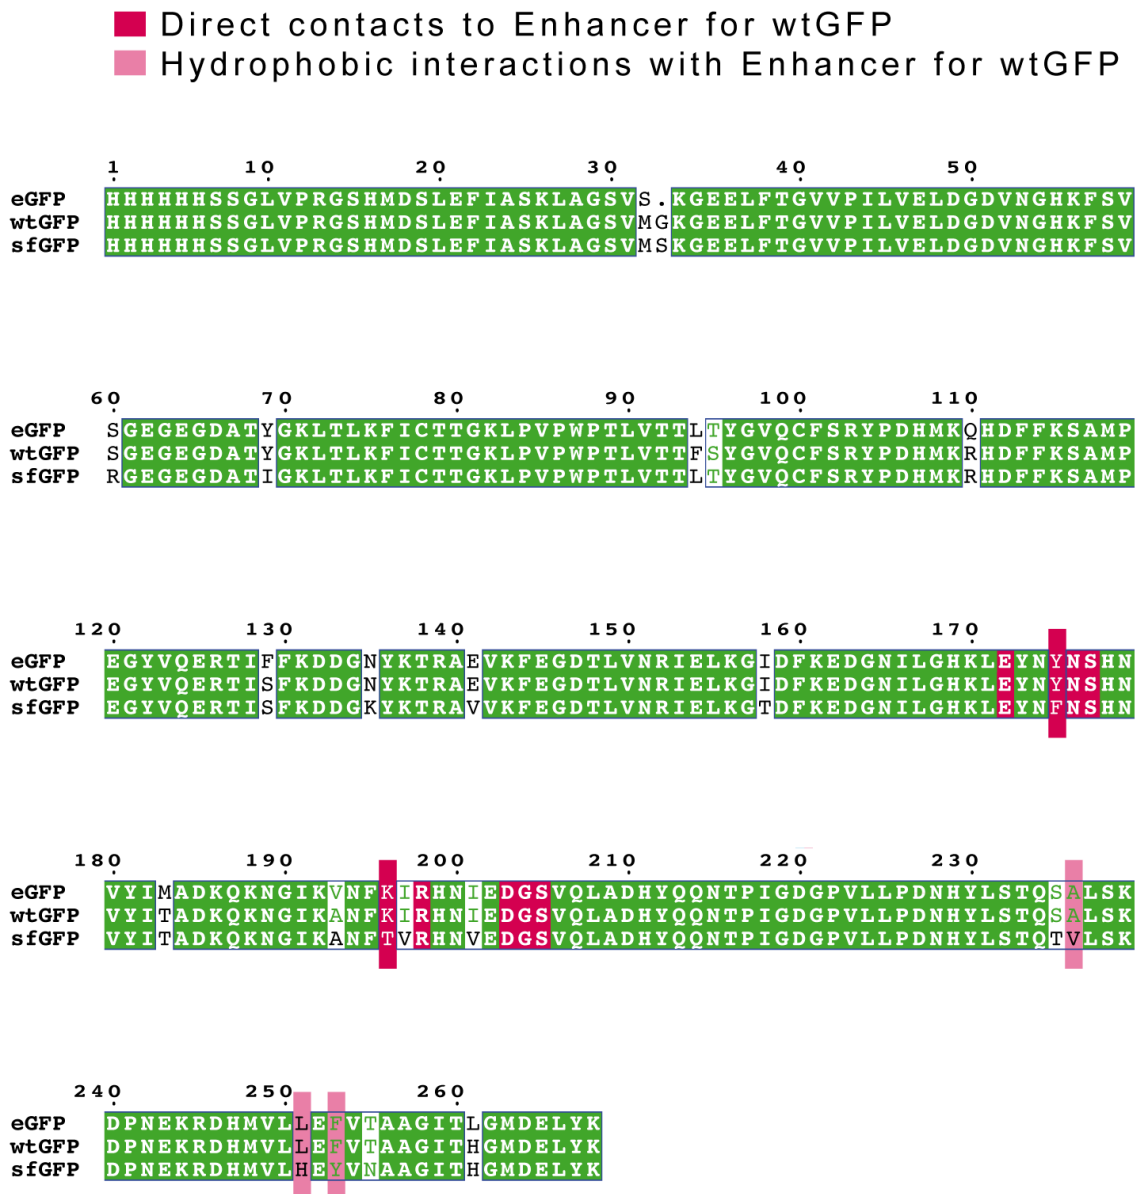 Direct contacts to Enhancer for wtGFP
Hydrophobic interactions with Enhancer for wtGFP
1 10 20 30 40 50
eGFP HHHHHHSSGLVPRGSHMDSLEFIASKLAGSVS.KGEELFTGVVPILVELDGDVNGHKFSV
wtGFP HHHHHHSSGLVPRGSHMDSLEFIASKLAGSVMGKGEELFTGVVPILVELDGDVNGHKFSV
sfGFP HHHHHHSSGLVPRGSHMDSLEFIASKLAGSVMSKGEELFTGVVPILVELDGDVNGHKFSV
60 70 80 90 100 110
eGFP SGEGEGDATYGKLTLKFICTTGKLPVPWPTLVTTLTYGVQCFSRYPDHMKQHDFFKSAMP
wtGFP SGEGEGDATYGKLTLKFICTTGKLPVPWPTLVTTFSYGVQCFSRYPDHMKRHDFFKSAMP
sfGFP RGEGEGDATIGKLTLKFICTTGKLPVPWPTLVTTLTYGVQCFSRYPDHMKRHDFFKSAMP
120 130 140 150 160 170
eGFP EGYVQERTIFFKDDGNYKTRAEVKFEGDTLVNRIELKGIDFKEDGNILGHKLEYNYNSHN
wtGFP EGYVQERTISFKDDGNYKTRAEVKFEGDTLVNRIELKGIDFKEDGNILGHKLEYNYNSHN
sfGFP EGYVQERTISFKDDGKYKTRAVVKFEGDTLVNRIELKGTDFKEDGNILGHKLEYNFNSHN
180 190 200 210 220 230
eGFP VYIMADKQKNGIKVNFKIRHNIEDGSVQLADHYQQNTPIGDGPVLLPDNHYLSTQSALSK
wtGFP VYITADKQKNGIKANFKIRHNIEDGSVQLADHYQQNTPIGDGPVLLPDNHYLSTQSALSK
sfGFP VYITADKQKNGIKANFTVRHNVEDGSVQLADHYQQNTPIGDGPVLLPDNHYLSTQTVLSK
240 250 260
eGFP DPNEKRDHMVLLEFVTAAGITLGMDELYK
wtGFP DPNEKRDHMVLLEFVTAAGITHGMDELYK
sfGFP DPNEKRDHMVLHEYVNAAGITHGMDELYK